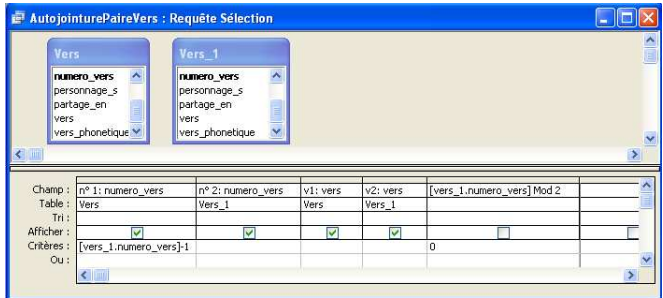 AutojointurePaireVers : Requête Sélection
Vers Vers_1
numero_vers numero_vers
personnage_s personnage_s
partage_en partage_en
vers vers
vers_phonetique vers_phonetique
Champ : n° 1: numero_vers n° 2: numero_vers v1: vers v2: vers [vers_1.numero_vers] Mod 2
Table : Vers Vers_1 Vers Vers_1
Tri :
Afficher :
Critères : [vers_1.numero_vers]-1 0
Ou :